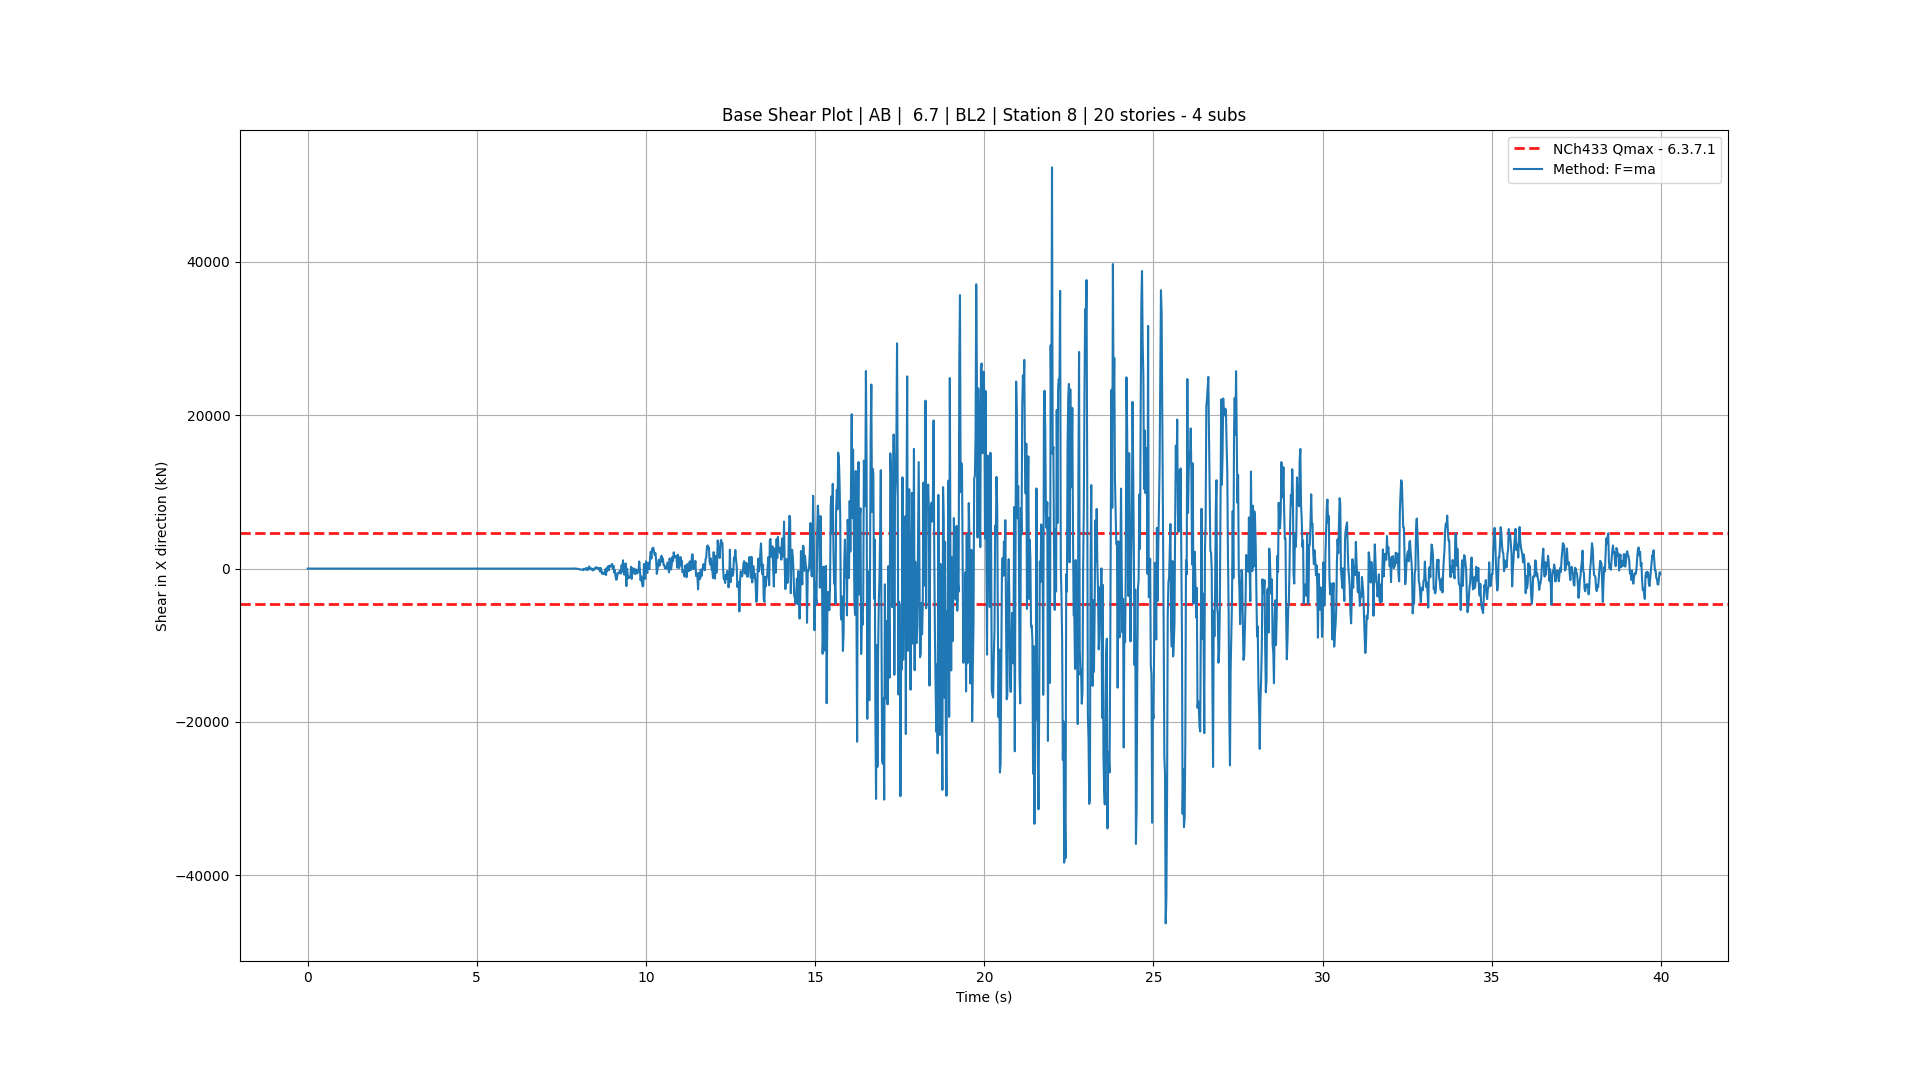 Base Shear Plot | AB |  6.7 | BL2 | Station 8 | 20 stories - 4 subs
NCh433 Qmax - 6.3.7.1
Method: F=ma
40000
20000
0
−20000
−40000
Shear in X direction (kN)
0 5 10 15 20 25 30 35 40
Time (s)